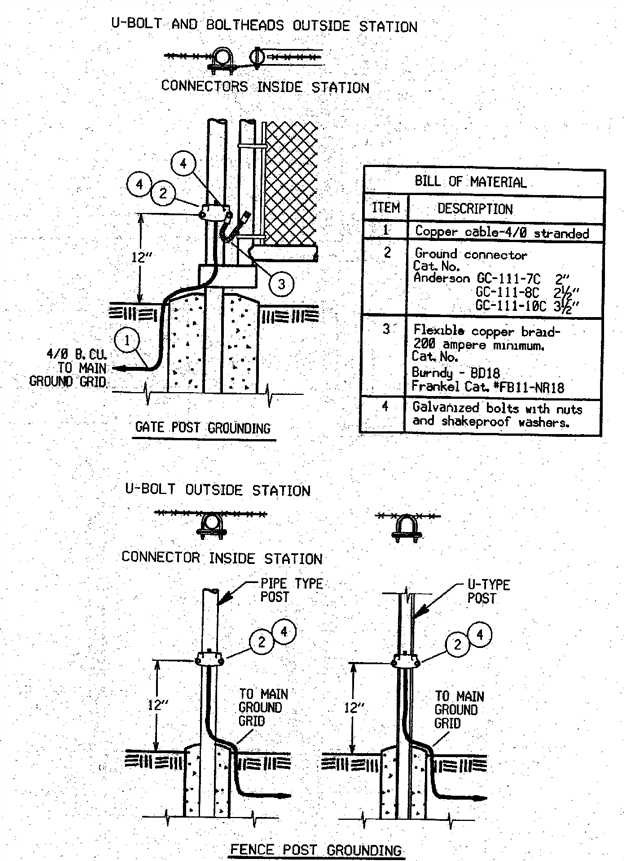 U-BOLT AND BOLTHEADS OUTSIDE STATION
CONNECTORS INSIDE STATION
4
4
2
12"
3
1
4/0 B.CU.
TO MAIN
GROUND GRID
GATE POST GROUNDING
BILL OF MATERIAL
ITEM DESCRIPTION
1 Copper cable-4/0 stranded
2 Ground connector
Cat. No.
Anderson GC-111-7C 2"
GC-111-8C 2½"
GC-111-10C 3½"
3 Flexible copper braid-
200 ampere minimum.
Cat. No.
Burndy - BD18
Frankel Cat. #FB11-NR18
4 Galvanized bolts with nuts
and shakeproof washers.
U-BOLT OUTSIDE STATION
CONNECTOR INSIDE STATION
PIPE TYPE
POST
2 4
12"
TO MAIN
GROUND
GRID
U-TYPE
POST
2 4
12"
TO MAIN
GROUND
GRID
FENCE POST GROUNDING